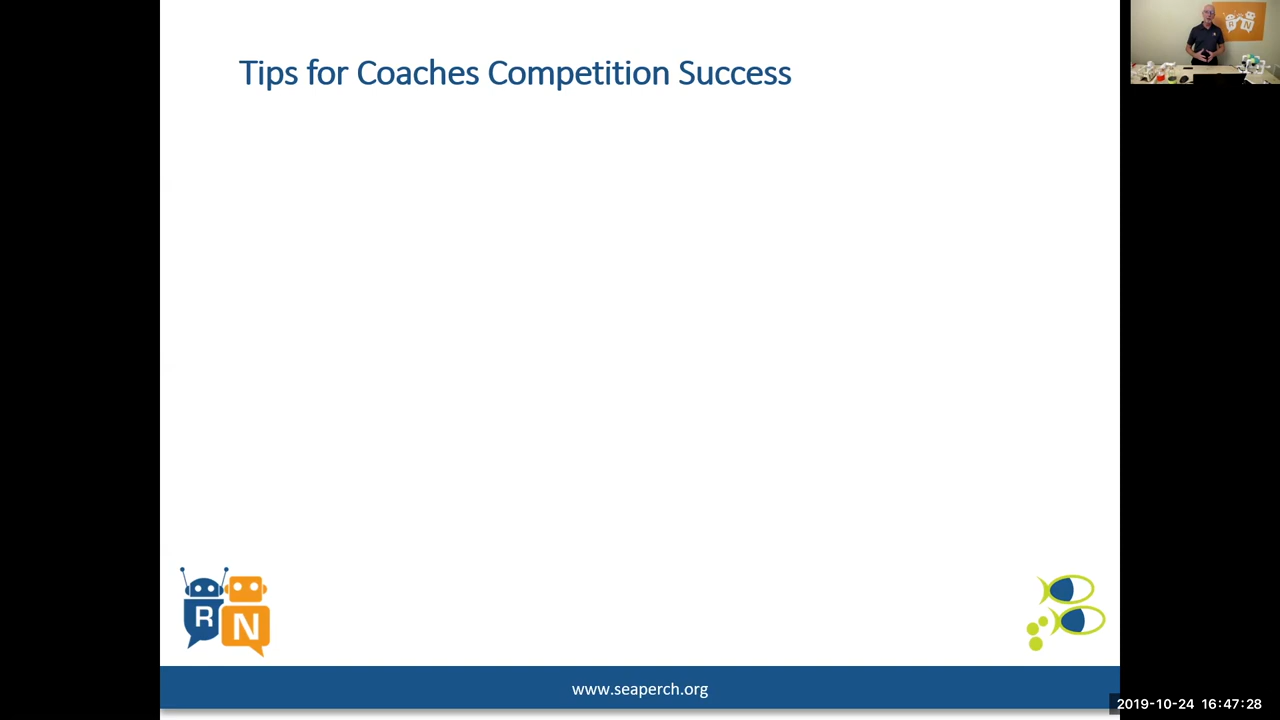 Tips for Coaches Competition Success
R N
R N
www.seaperch.org
2019-10-24 16:47:28